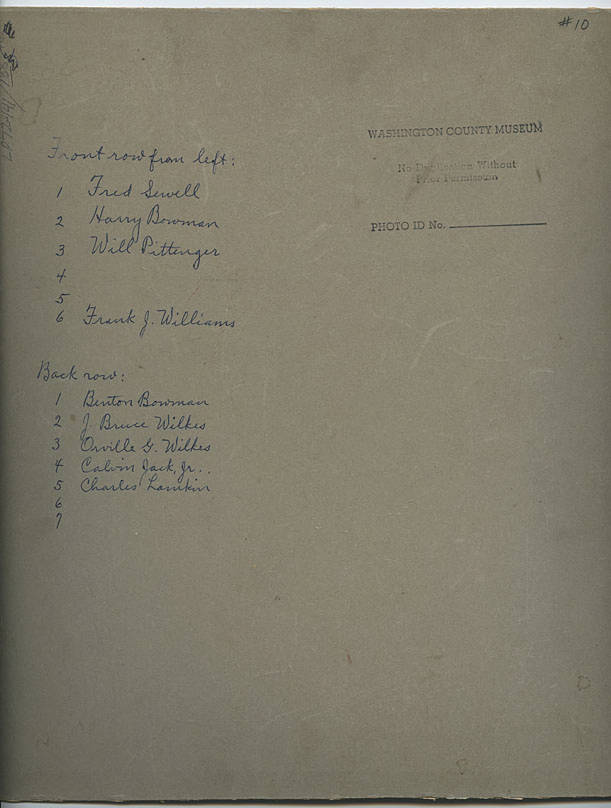 #10
WASHINGTON COUNTY MUSEUM
No Duplication Without
Prior Permission
PHOTO ID No.
Front row from left:
1 Fred Sewell
2 Harry Bowman
3 Will Pittenger
4
5
6 Frank J. Williams
Back row:
1 Benton Bowman
2 J. Bruce Wilkes
3 Orville G. Wilkes
4 Calvin Jack, Jr..
5 Charles Lamkin
6
7